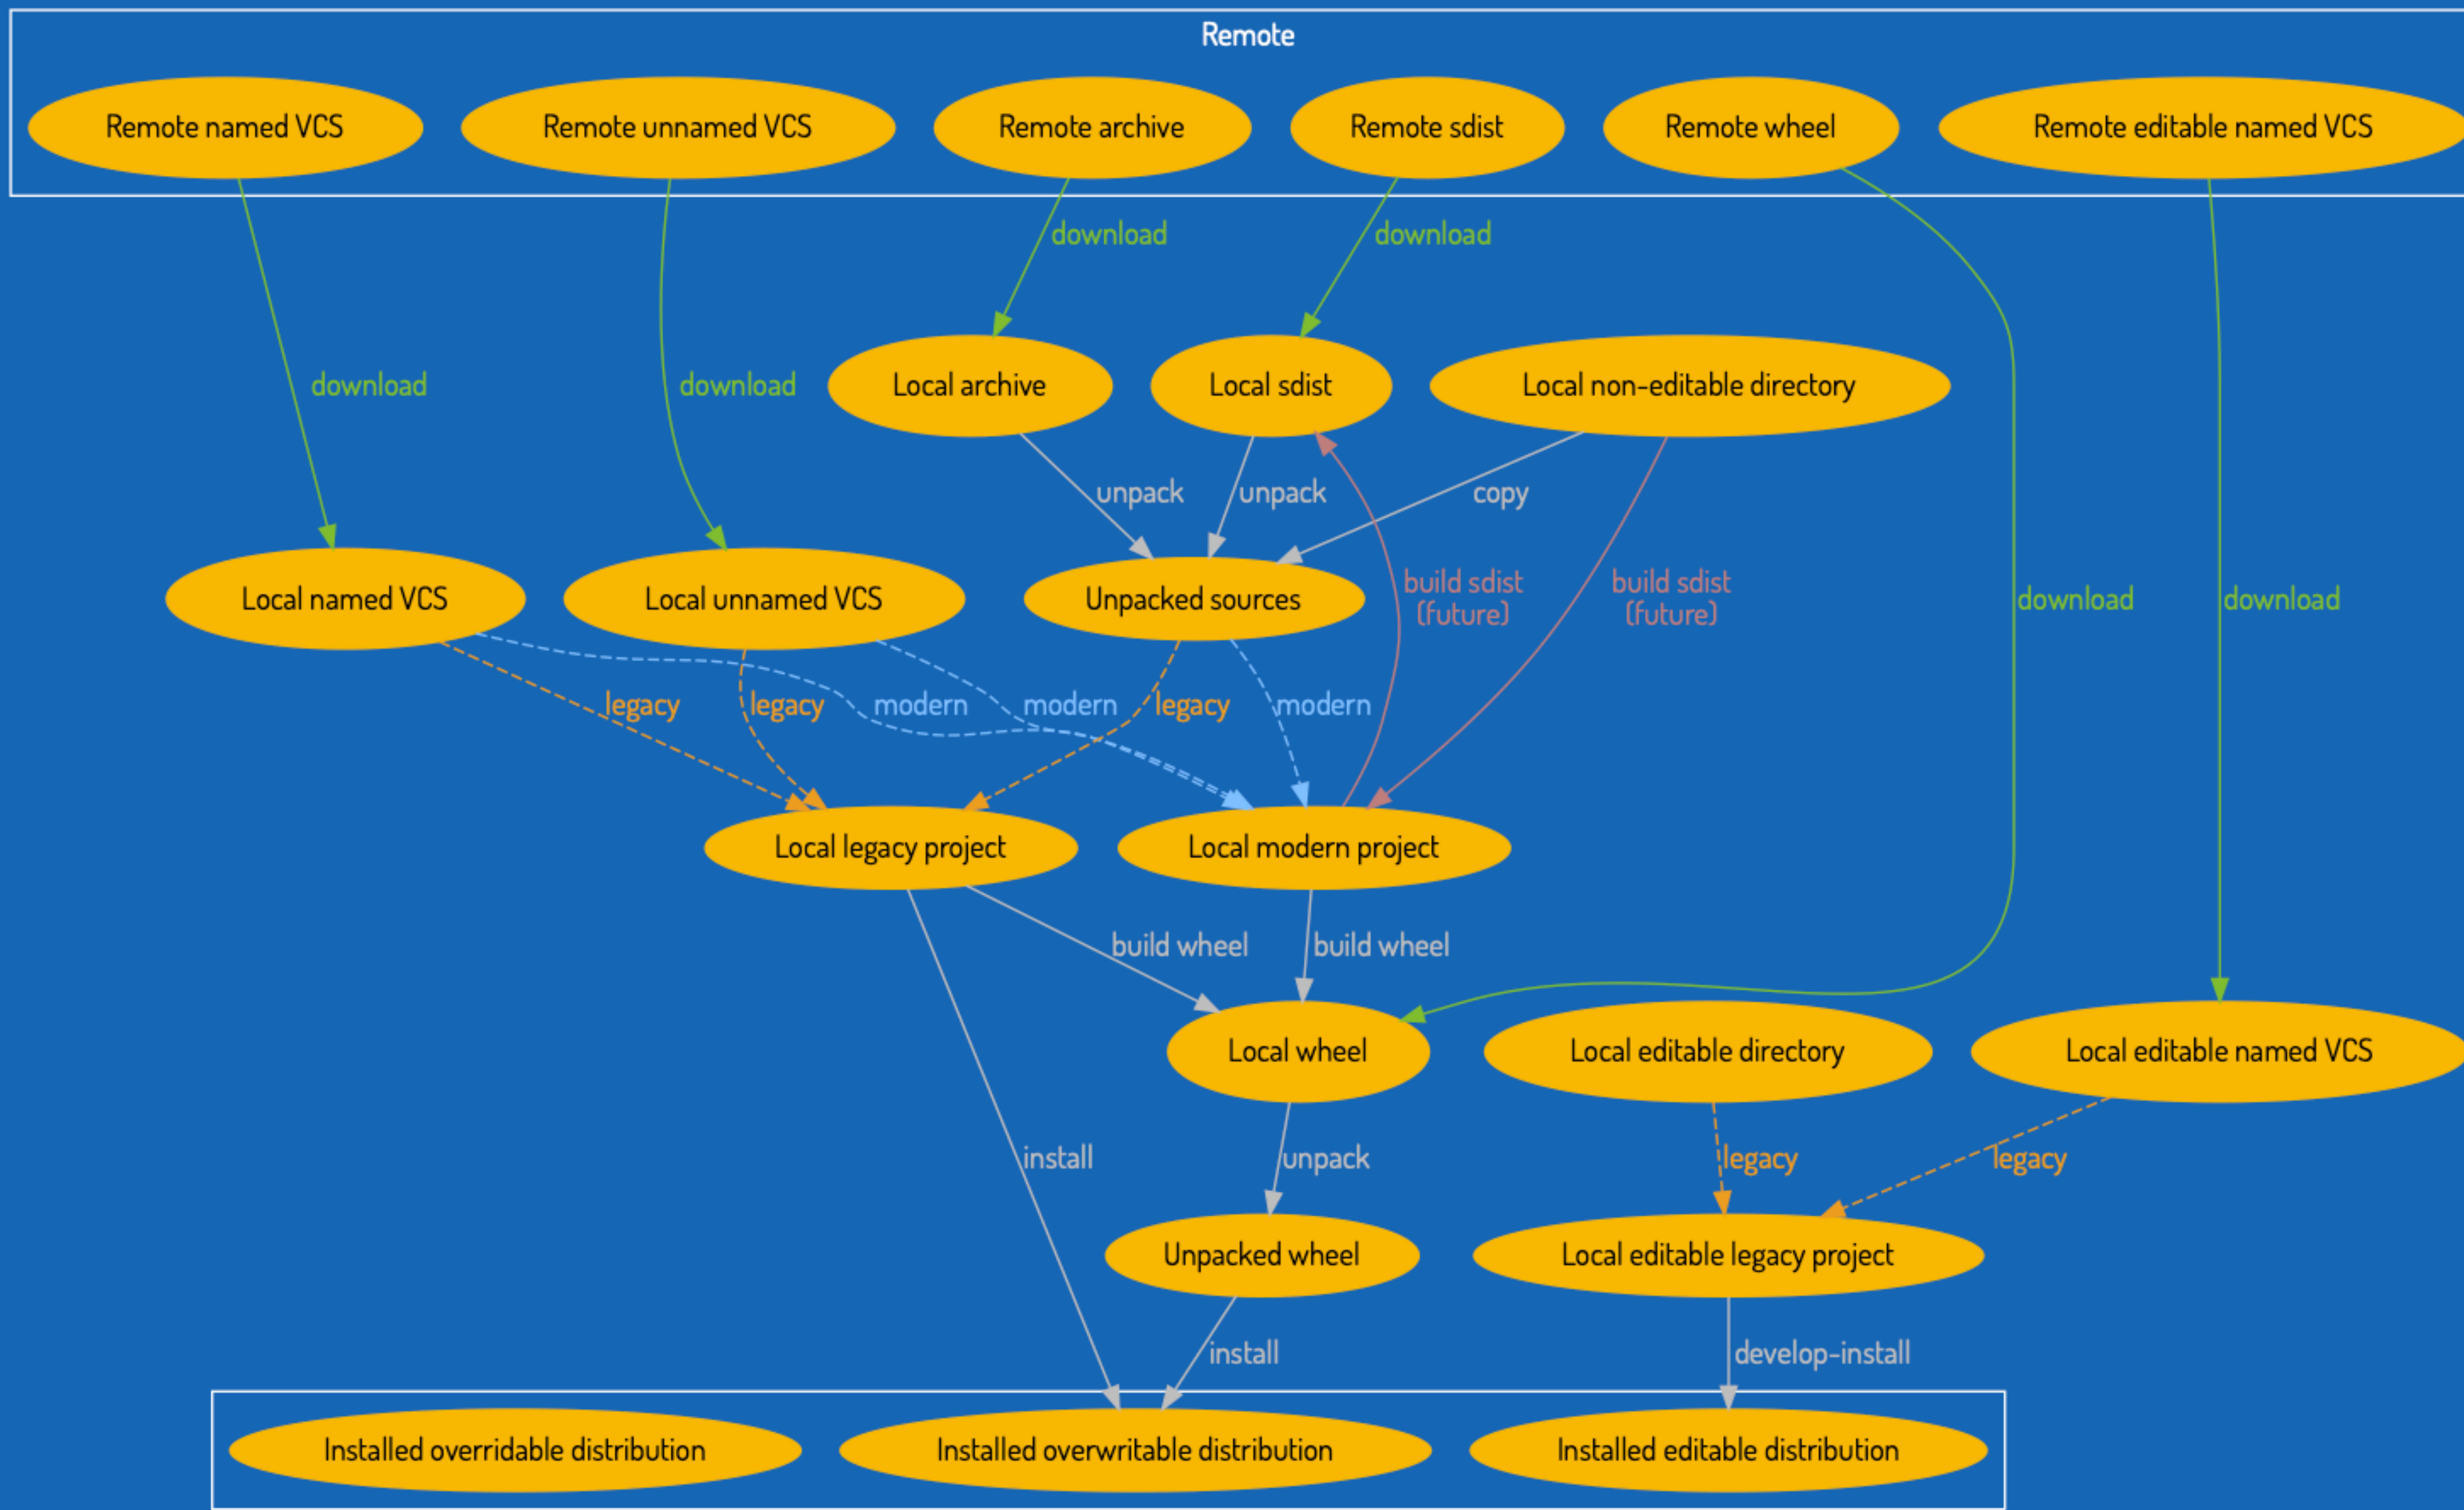 Remote
Remote named VCS
Remote unnamed VCS
Remote archive
Remote sdist
Remote wheel
Remote editable named VCS
download
download
download
download
Local archive
Local sdist
Local non-editable directory
unpack
unpack
copy
build sdist
(future)
build sdist
(future)
download
download
Local named VCS
Local unnamed VCS
Unpacked sources
legacy
legacy
modern
modern
legacy
modern
Local legacy project
Local modern project
build wheel
build wheel
Local wheel
Local editable directory
Local editable named VCS
install
unpack
legacy
legacy
Unpacked wheel
Local editable legacy project
install
develop-install
Installed overridable distribution
Installed overwritable distribution
Installed editable distribution